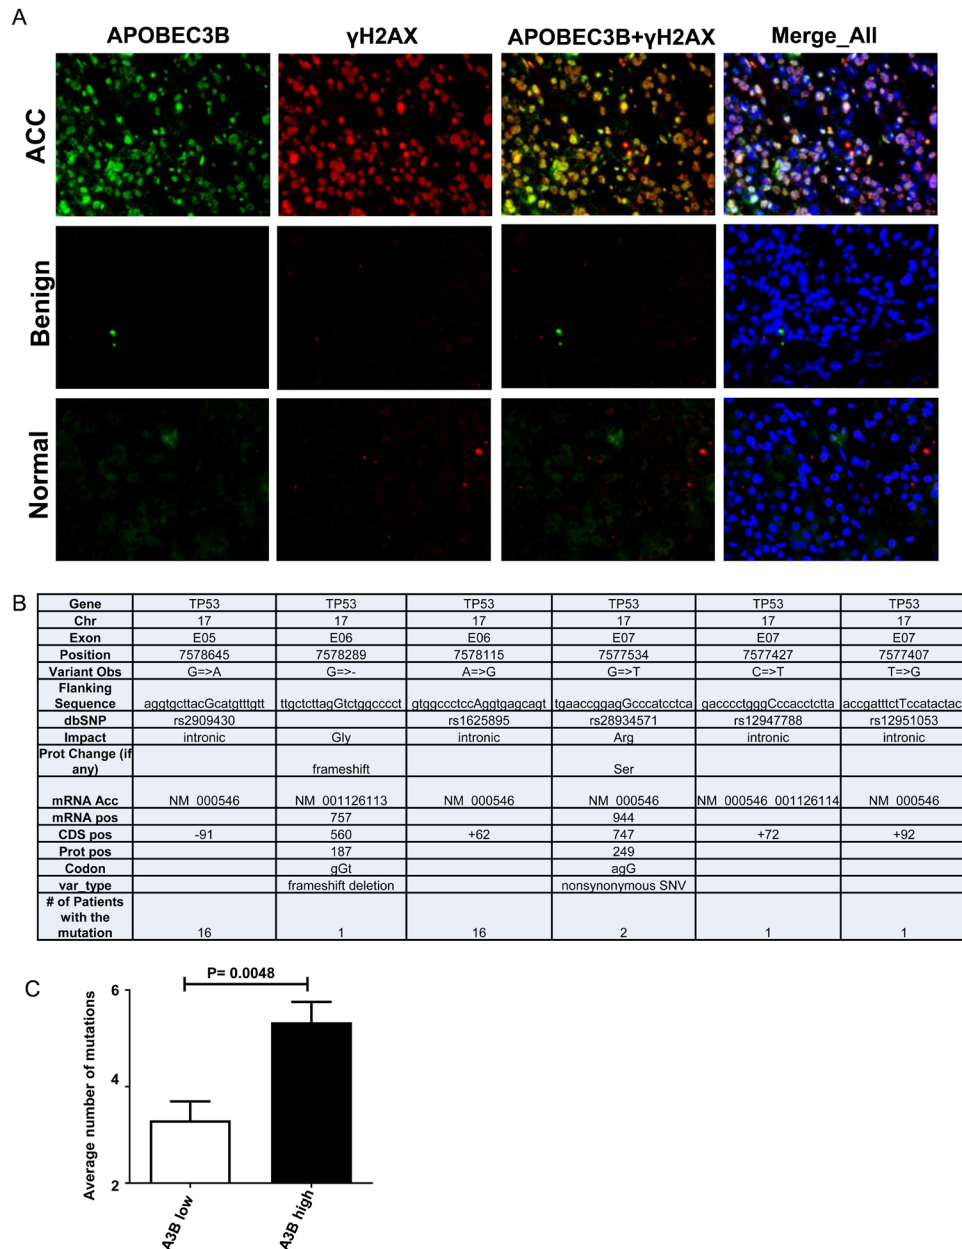 A
APOBEC3B γH2AX APOBEC3B+γH2AX Merge_All
ACC
Benign
Normal
B
Gene TP53 TP53 TP53 TP53 TP53 TP53
Chr 17 17 17 17 17 17
Exon E05 E06 E06 E07 E07 E07
Position 7578645 7578289 7578115 7577534 7577427 7577407
Variant Obs G=>A G=>- A=>G G=>T C=>T T=>G
Flanking
Sequence aggtgcttacGcatgtttgtt ttgctcttagGtctggcccct gtggccctccAggtgagcagt tgaaccggagGcccatcctca gaccctgggCccacctctta accgatttctTccatactac
dbSNP rs2909430 rs1625895 rs28934571 rs12947788 rs12951053
Impact intronic Gly intronic Arg intronic intronic
Prot Change (if
any) frameshift Ser
mRNA Acc NM_000546 NM_001126113 NM_000546 NM_000546 NM_000546_001126114 NM_000546
mRNA pos 757 944
CDS pos -91 560 +62 747 +72 +92
Prot pos 187 249
Codon gGt agG
var_type frameshift deletion nonsynonymous SNV
# of Patients
with the
mutation 16 1 16 2 1 1
C
P= 0.0048
Average number of mutations
6
4
2
A3B low
A3B high